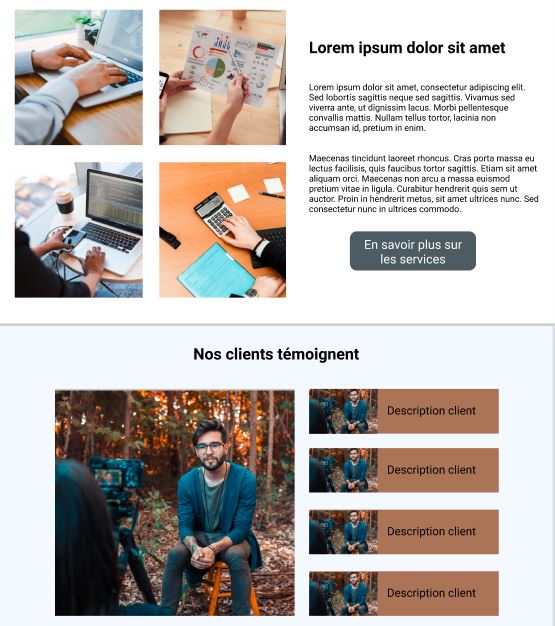 Lorem ipsum dolor sit amet
Lorem ipsum dolor sit amet, consectetur adipiscing elit.
Sed lobortis sagittis neque sed sagittis. Vivamus sed
viverra ante, ut dignissim lacus. Morbi pellentesque
convallis mattis. Nullam tellus tortor, lacinia non
accumsan id, pretium in enim.
Maecenas tincidunt laoreet rhoncus. Cras porta massa eu
lectus facilisis, quis faucibus tortor sagittis. Etiam sit amet
aliquam orci. Maecenas non arcu a massa euismod
pretium vitae in ligula. Curabitur hendrerit quis sem ut
auctor. Proin in hendrerit metus, sit amet ultrices nunc. Sed
consectetur nunc in ultrices commodo.
En savoir plus sur
les services
Nos clients témoignent
Description client
Description client
Description client
Description client